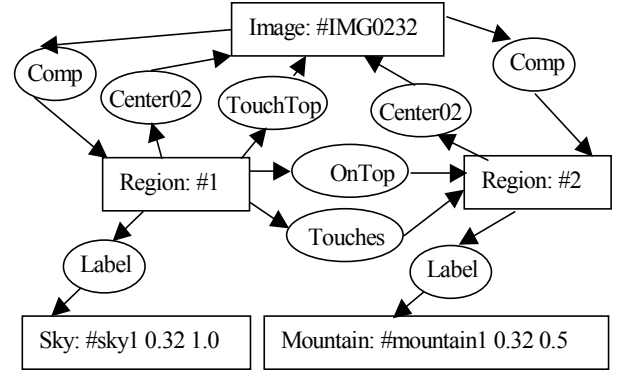 Image: #IMG0232
Comp
Comp
Center02
TouchTop
Center02
Region: #1
OnTop
Region: #2
Touches
Label
Label
Sky: #sky1 0.32 1.0
Mountain: #mountain1 0.32 0.5